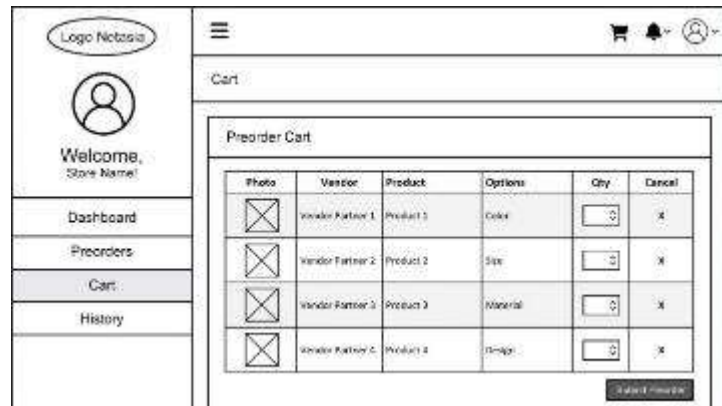 Logo Notasia
Cart
Welcome,
Store Name!
Dashboard
Preorders
Cart
History
Preorder Cart
Photo Vendor Product Options Qty Cancel
Vendor Partner 1 Product 1 Color X
Vendor Partner 2 Product 2 Size X
Vendor Partner 3 Product 3 Material X
Vendor Partner 4 Product 4 Design X
Submit Preorder